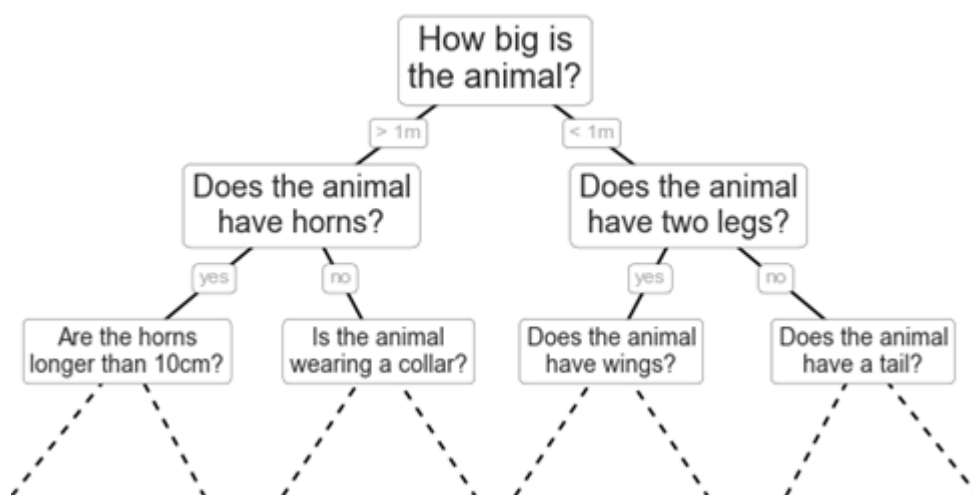 How big is
the animal?
> 1m
< 1m
Does the animal
have horns?
Does the animal
have two legs?
yes
no
yes
no
Are the horns
longer than 10cm?
Is the animal
wearing a collar?
Does the animal
have wings?
Does the animal
have a tail?